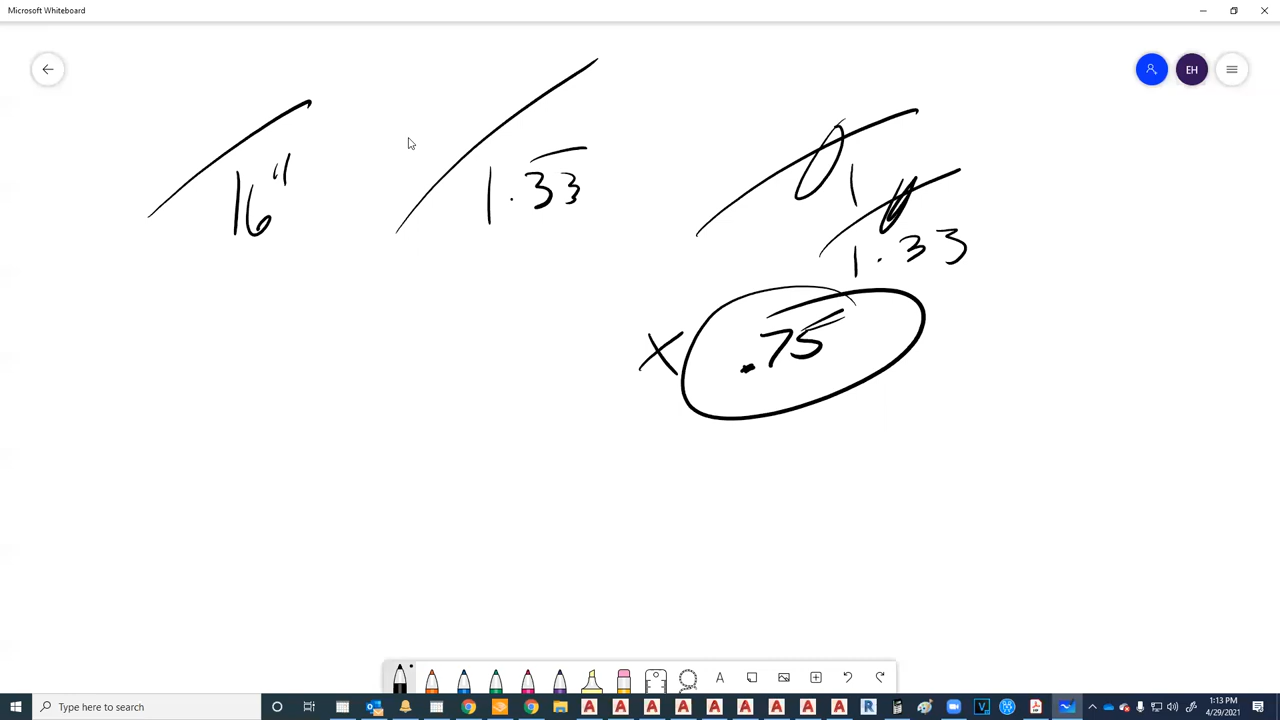 Microsoft Whiteboard
EH
16"
1.33
1
1.33
x .75
A
Type here to search
1:13 PM
4/29/2021